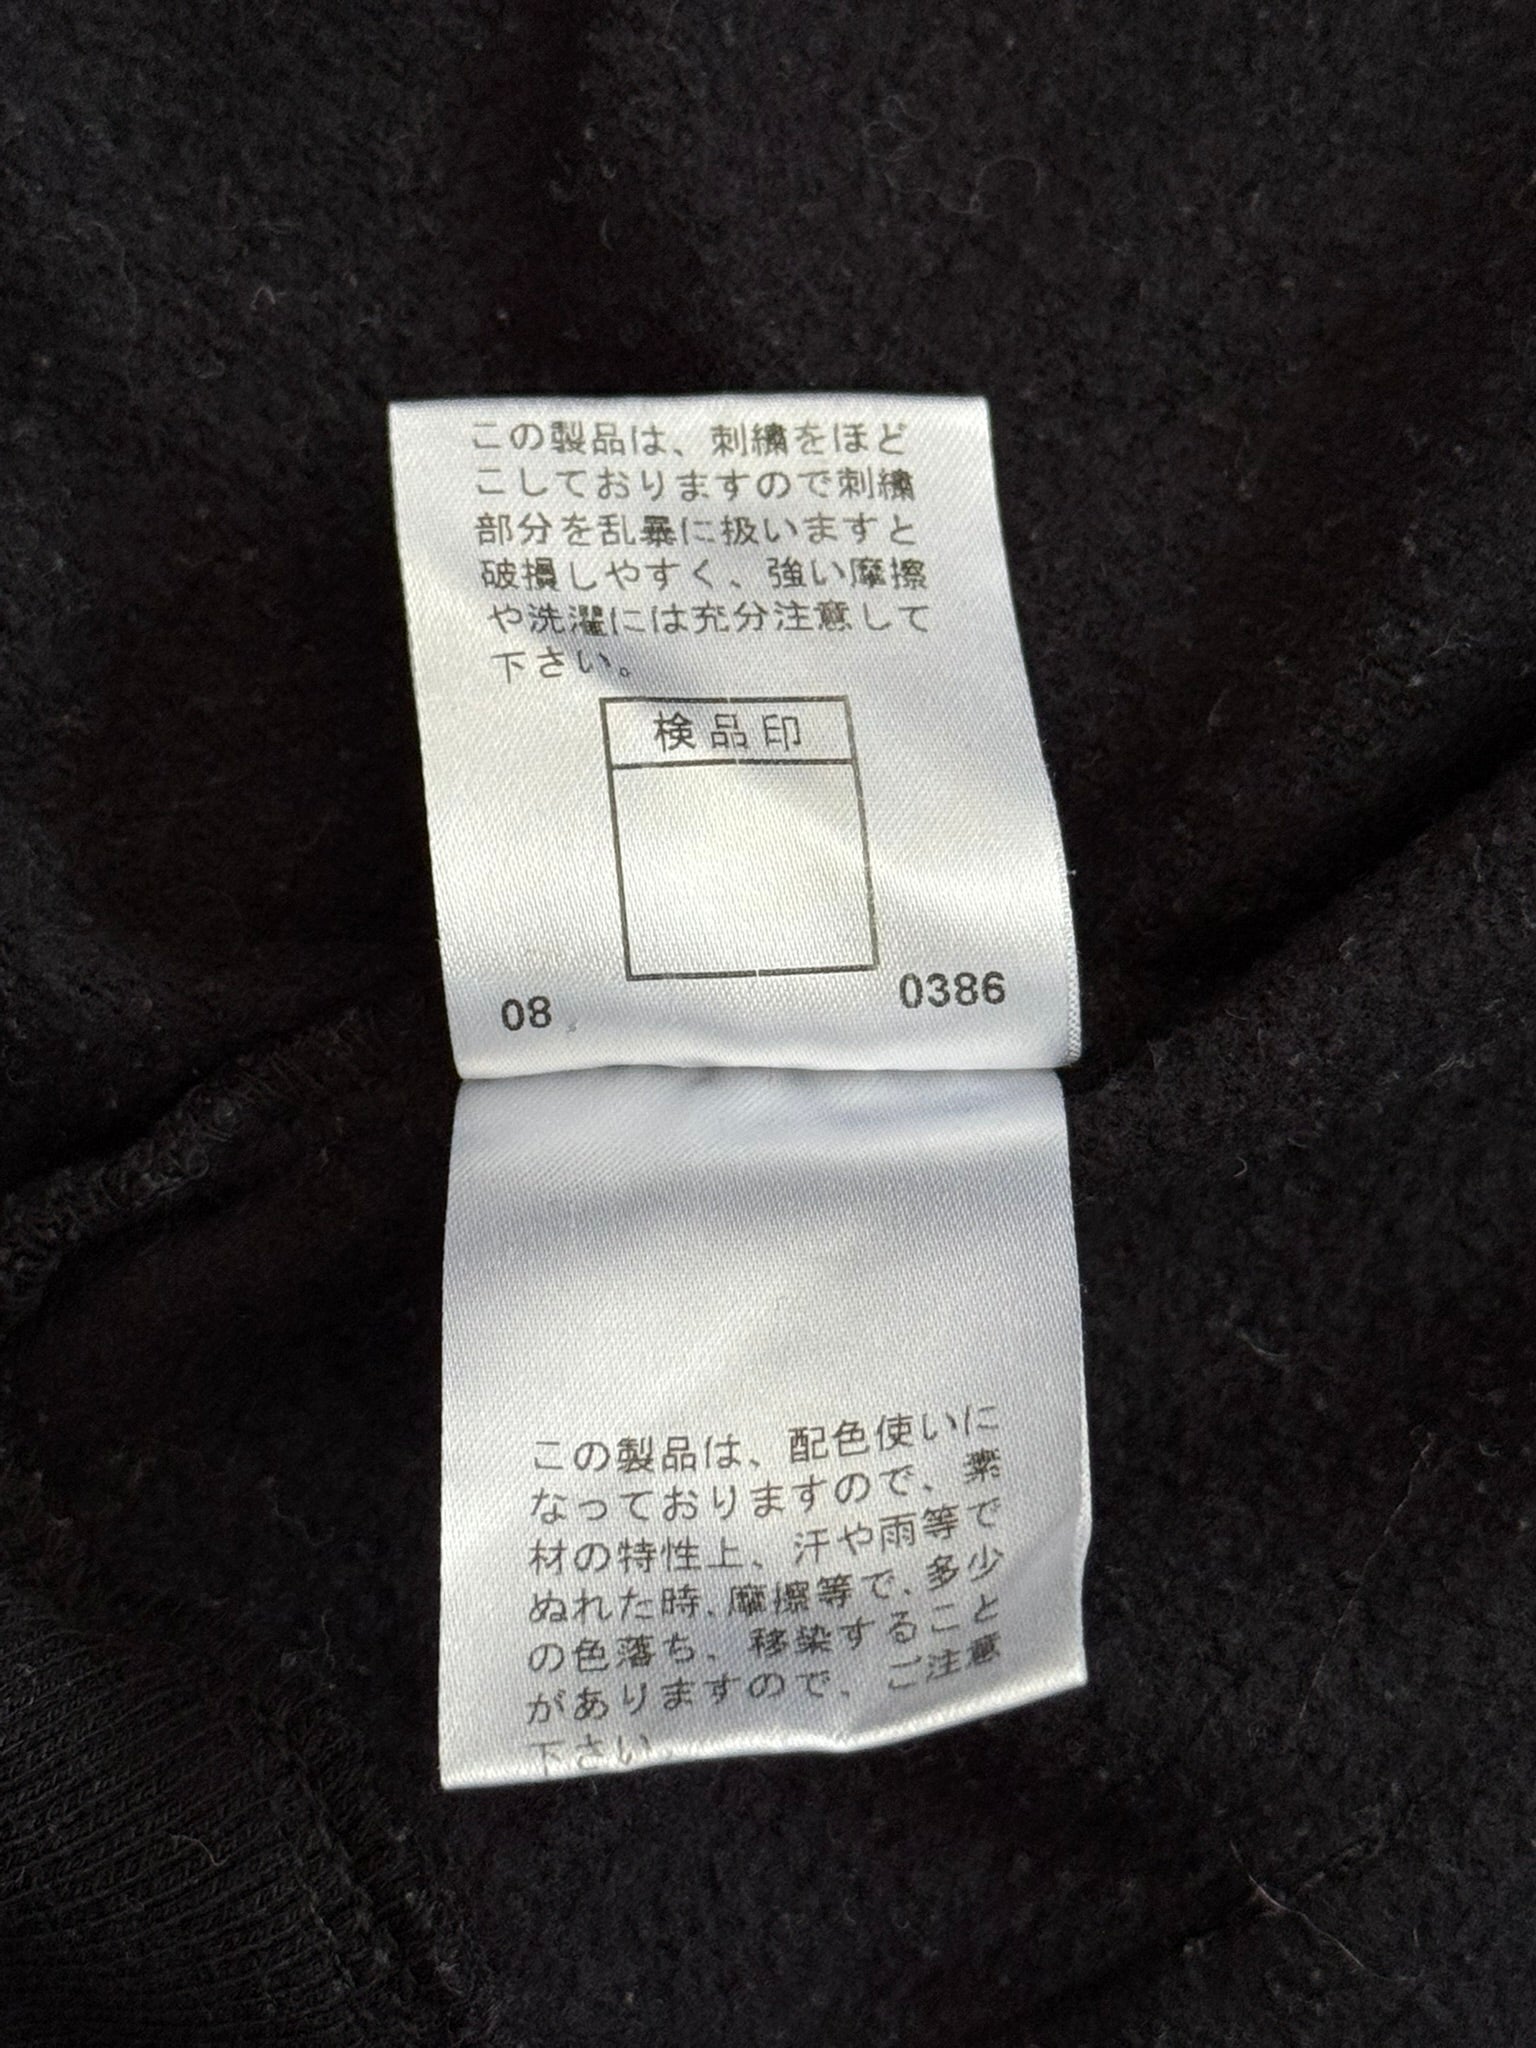 この製品は、刺繍をほど
こしておりますので刺繍
部分を乱暴に扱いますと
破損しやすく、強い摩擦
や洗濯には充分注意して
下さい。
検品印
08
0386
この製品は、配色使いに
なっておりますので、素
材の特性上、汗や雨等で
ぬれた時、摩擦等で、多少
の色落ち、移染すること
がありますので、ご注意
下さい。